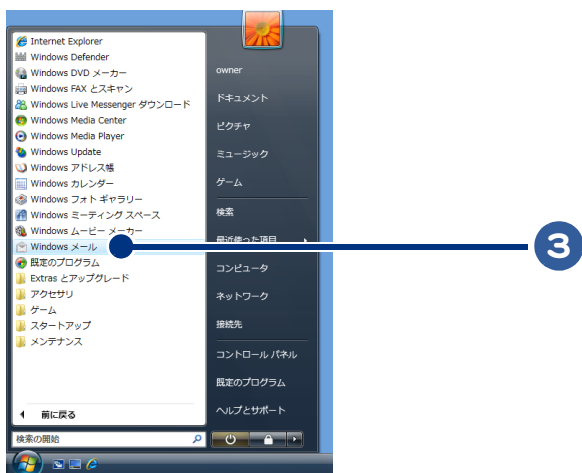 Internet Explorer
Windows Defender
Windows DVD メーカー
Windows FAX とスキャン
Windows Live Messenger ダウンロード
Windows Media Center
Windows Media Player
Windows Update
Windows アドレス帳
Windows カレンダー
Windows フォト ギャラリー
Windows ミーティング スペース
Windows ムービー メーカー
Windows メール
既定のプログラム
Extras とアップグレード
アクセサリ
ゲーム
スタートアップ
メンテナンス
前に戻る
検索の開始
owner
ドキュメント
ピクチャ
ミュージック
ゲーム
検索
最近使った項目
コンピュータ
ネットワーク
接続先
コントロール パネル
既定のプログラム
ヘルプとサポート
3